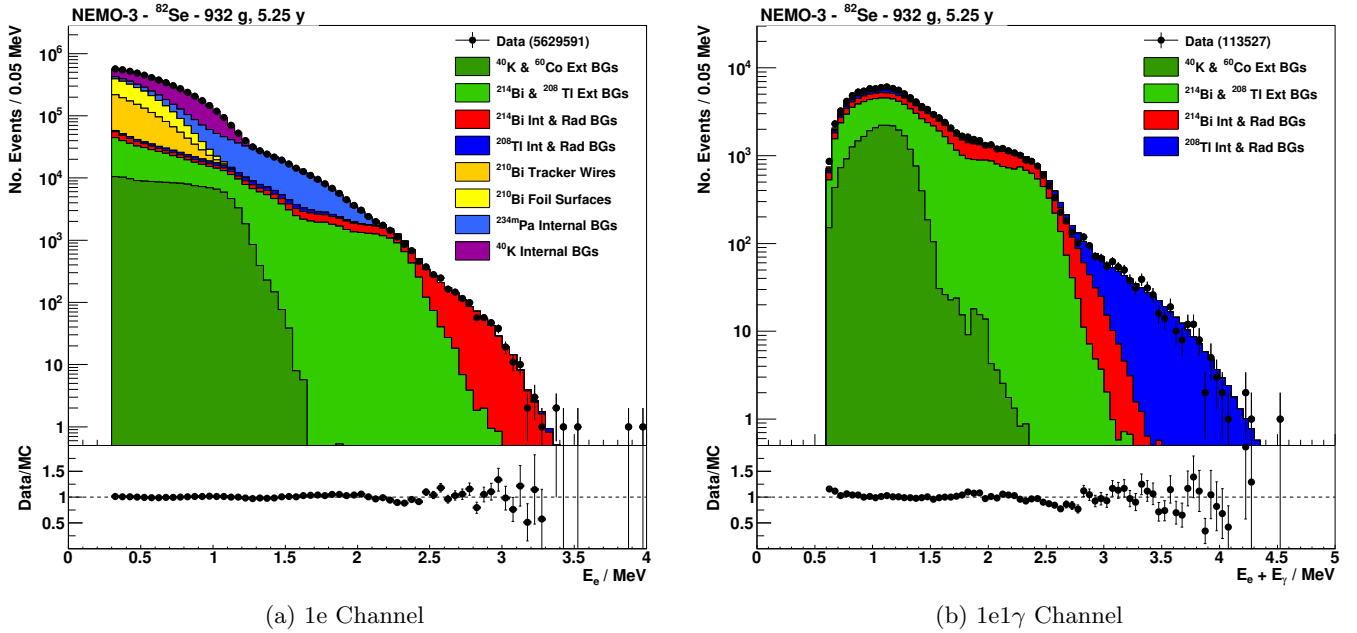 NEMO-3 - ⁸²Se - 932 g, 5.25 y
No. Events / 0.05 MeV
10⁶
10⁵
10⁴
10³
10²
10
1
Data (5629591)
⁴⁰K & ⁶⁰Co Ext BGs
²¹⁴Bi & ²⁰⁸ Tl Ext BGs
²¹⁴Bi Int & Rad BGs
²⁰⁸Tl Int & Rad BGs
²¹⁰Bi Tracker Wires
²¹⁰Bi Foil Surfaces
²³⁴ᵐPa Internal BGs
⁴⁰K Internal BGs
Data/MC
1.5
1
0.5
0 0.5 1 1.5 2 2.5 3 3.5 4
E_e / MeV
(a) 1e Channel
NEMO-3 - ⁸²Se - 932 g, 5.25 y
No. Events / 0.05 MeV
10⁴
10³
10²
10
1
Data (113527)
⁴⁰K & ⁶⁰Co Ext BGs
²¹⁴Bi & ²⁰⁸ Tl Ext BGs
²¹⁴Bi Int & Rad BGs
²⁰⁸Tl Int & Rad BGs
Data/MC
1.5
1
0.5
0 0.5 1 1.5 2 2.5 3 3.5 4 4.5 5
E_e + E_γ / MeV
(b) 1e1γ Channel